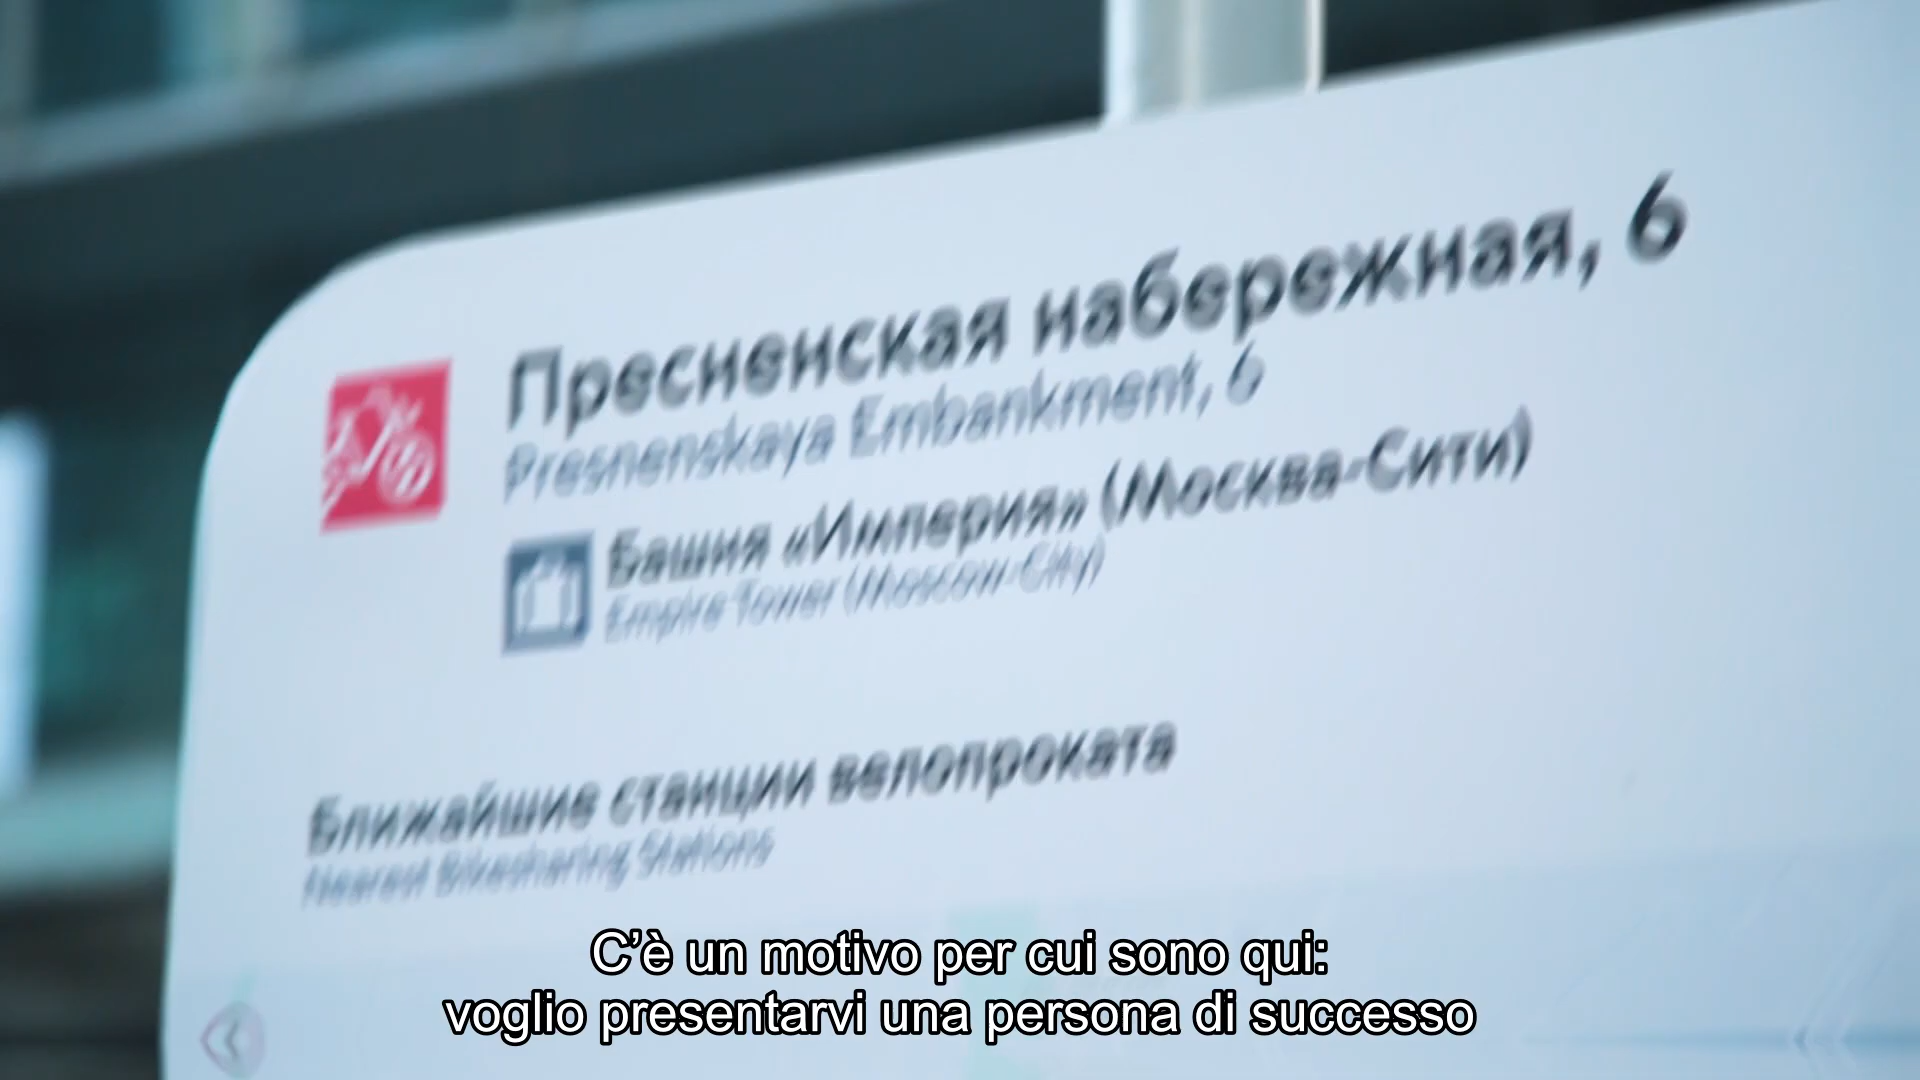 Пресненская набережная, 6
Presnenskaya Embankment, 6
Башня «Империя» (Москва-Сити)
Empire Tower (Moscow-City)
Ближайшие станции велопроката
Nearest Bikesharing Stations
C’è un motivo per cui sono qui:
voglio presentarvi una persona di successo